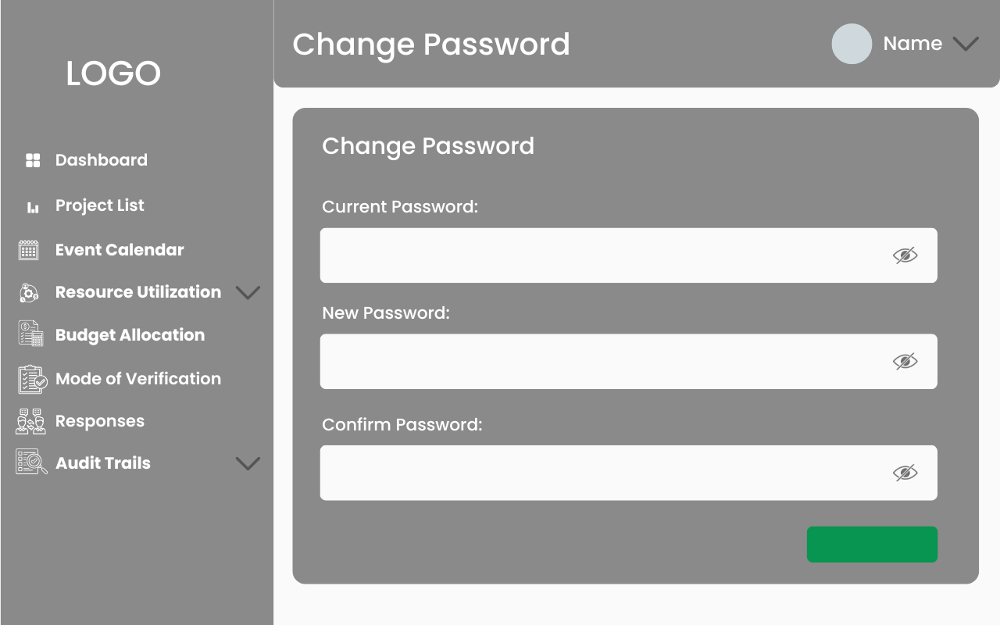 LOGO
Dashboard
Project List
Event Calendar
Resource Utilization
Budget Allocation
Mode of Verification
Responses
Audit Trails
Change Password
Name
Change Password
Current Password:
New Password:
Confirm Password: